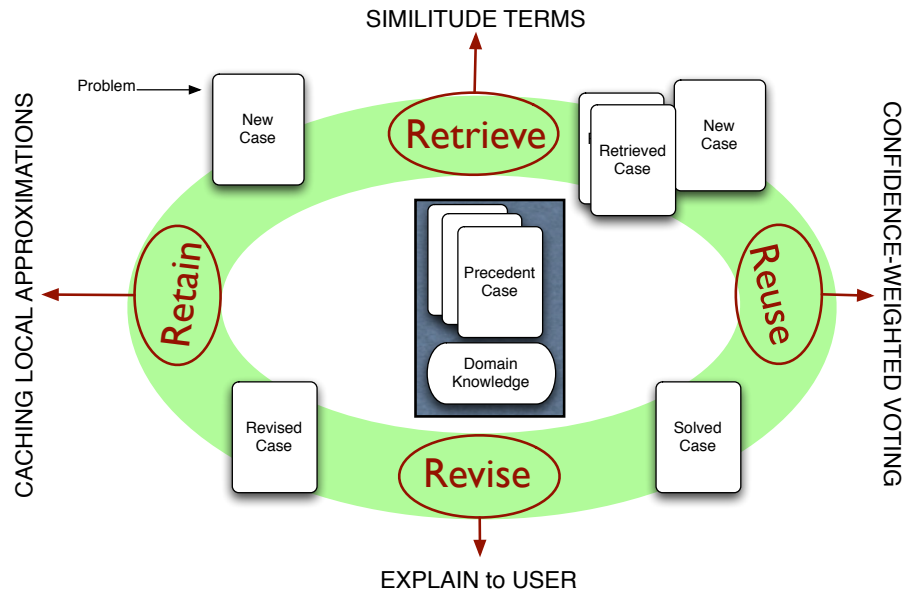 SIMILITUDE TERMS
Problem
New
Case
Retrieve
Retrieved
Case
New
Case
CACHING LOCAL APPROXIMATIONS
Retain
Precedent
Case
Domain
Knowledge
Reuse
CONFIDENCE-WEIGHTED VOTING
Revised
Case
Revise
Solved
Case
EXPLAIN to USER